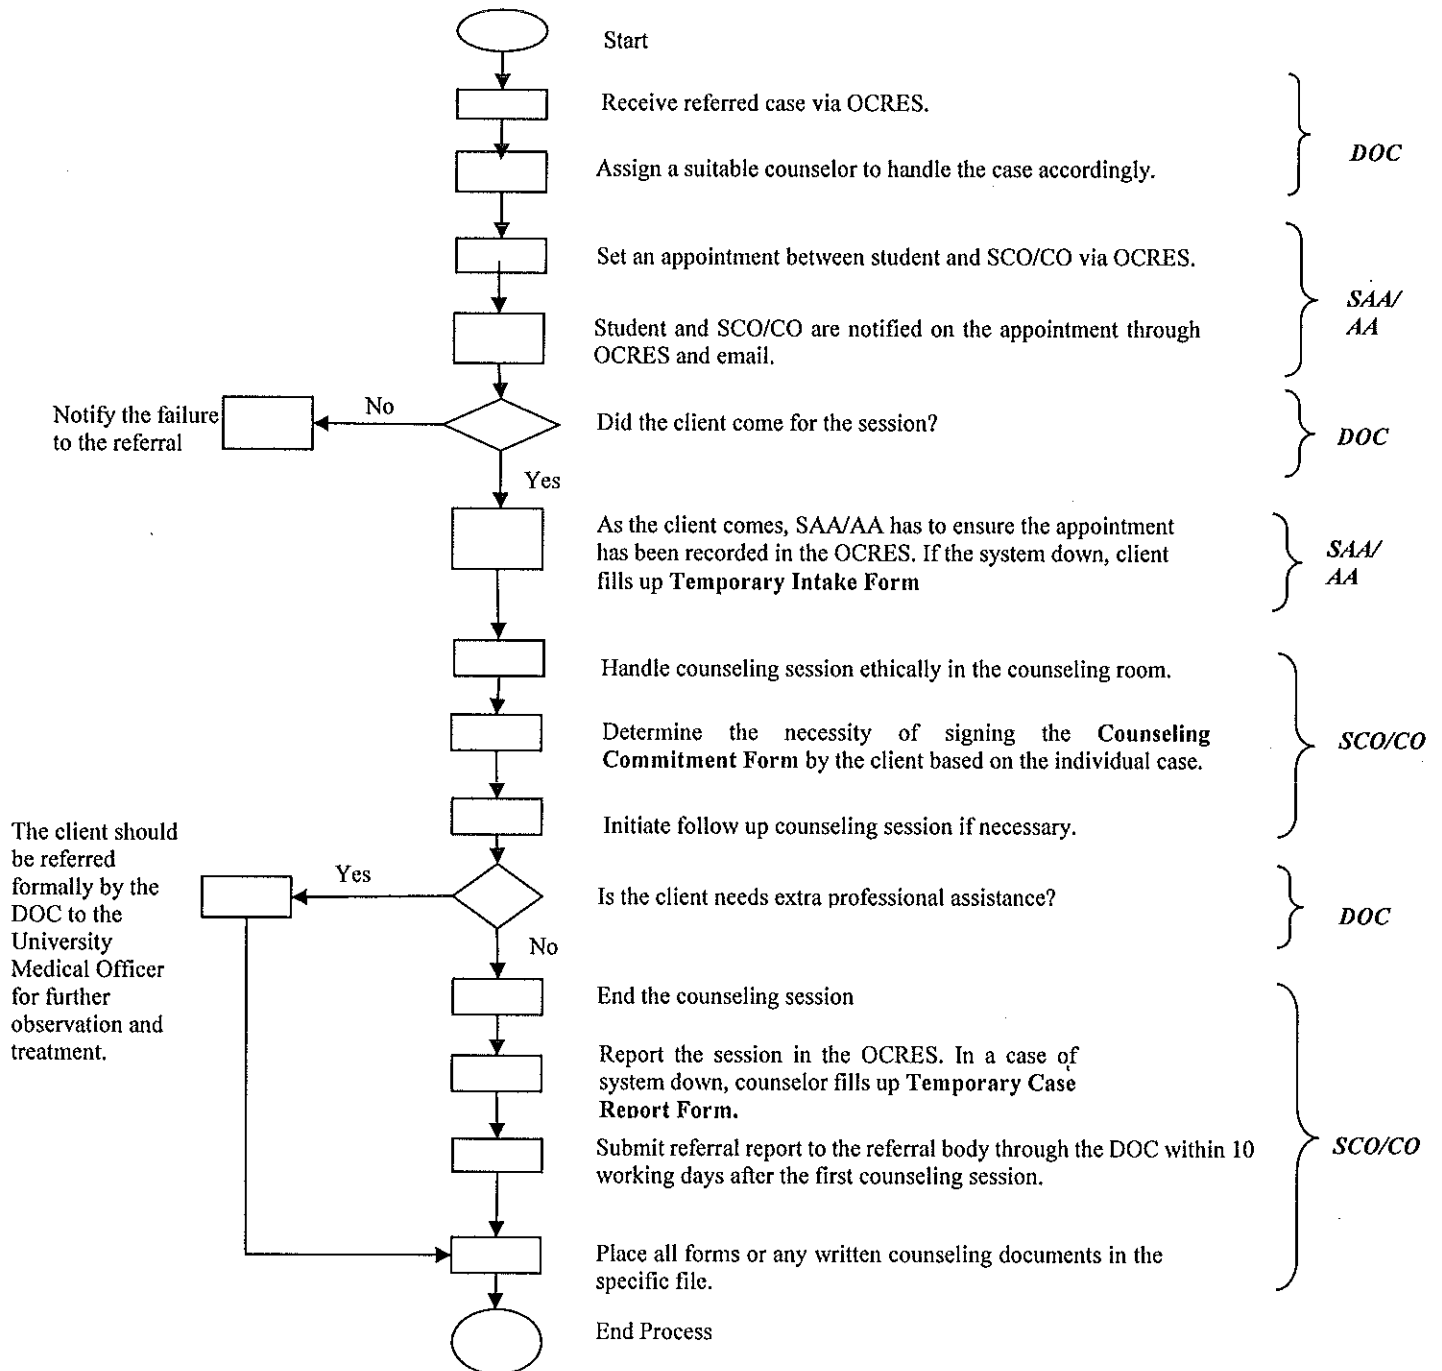 Start
Receive referred case via OCRES.
DOC
Assign a suitable counselor to handle the case accordingly.
Set an appointment between student and SCO/CO via OCRES.
SAA/
AA
Student and SCO/CO are notified on the appointment through
OCRES and email.
Notify the failure
to the referral
No
Did the client come for the session?
DOC
Yes
As the client comes, SAA/AA has to ensure the appointment
has been recorded in the OCRES. If the system down, client
fills up Temporary Intake Form
SAA/
AA
Handle counseling session ethically in the counseling room.
Determine the necessity of signing the Counseling
Commitment Form by the client based on the individual case.
SCO/CO
Initiate follow up counseling session if necessary.
The client should
be referred
formally by the
DOC to the
University
Medical Officer
for further
observation and
treatment.
Yes
Is the client needs extra professional assistance?
DOC
No
End the counseling session
Report the session in the OCRES. In a case of
system down, counselor fills up Temporary Case
Report Form.
Submit referral report to the referral body through the DOC within 10
working days after the first counseling session.
SCO/CO
Place all forms or any written counseling documents in the
specific file.
End Process